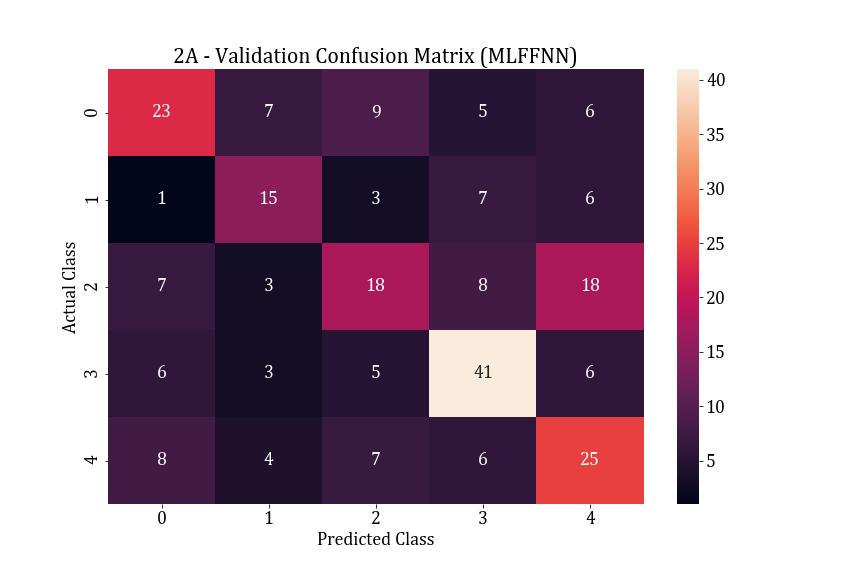 2A - Validation Confusion Matrix (MLFFNN)
0 23 7 9 5 6
1 1 15 3 7 6
2 7 3 18 8 18
3 6 3 5 41 6
4 8 4 7 6 25
0 1 2 3 4
Predicted Class
Actual Class
40
35
30
25
20
15
10
5